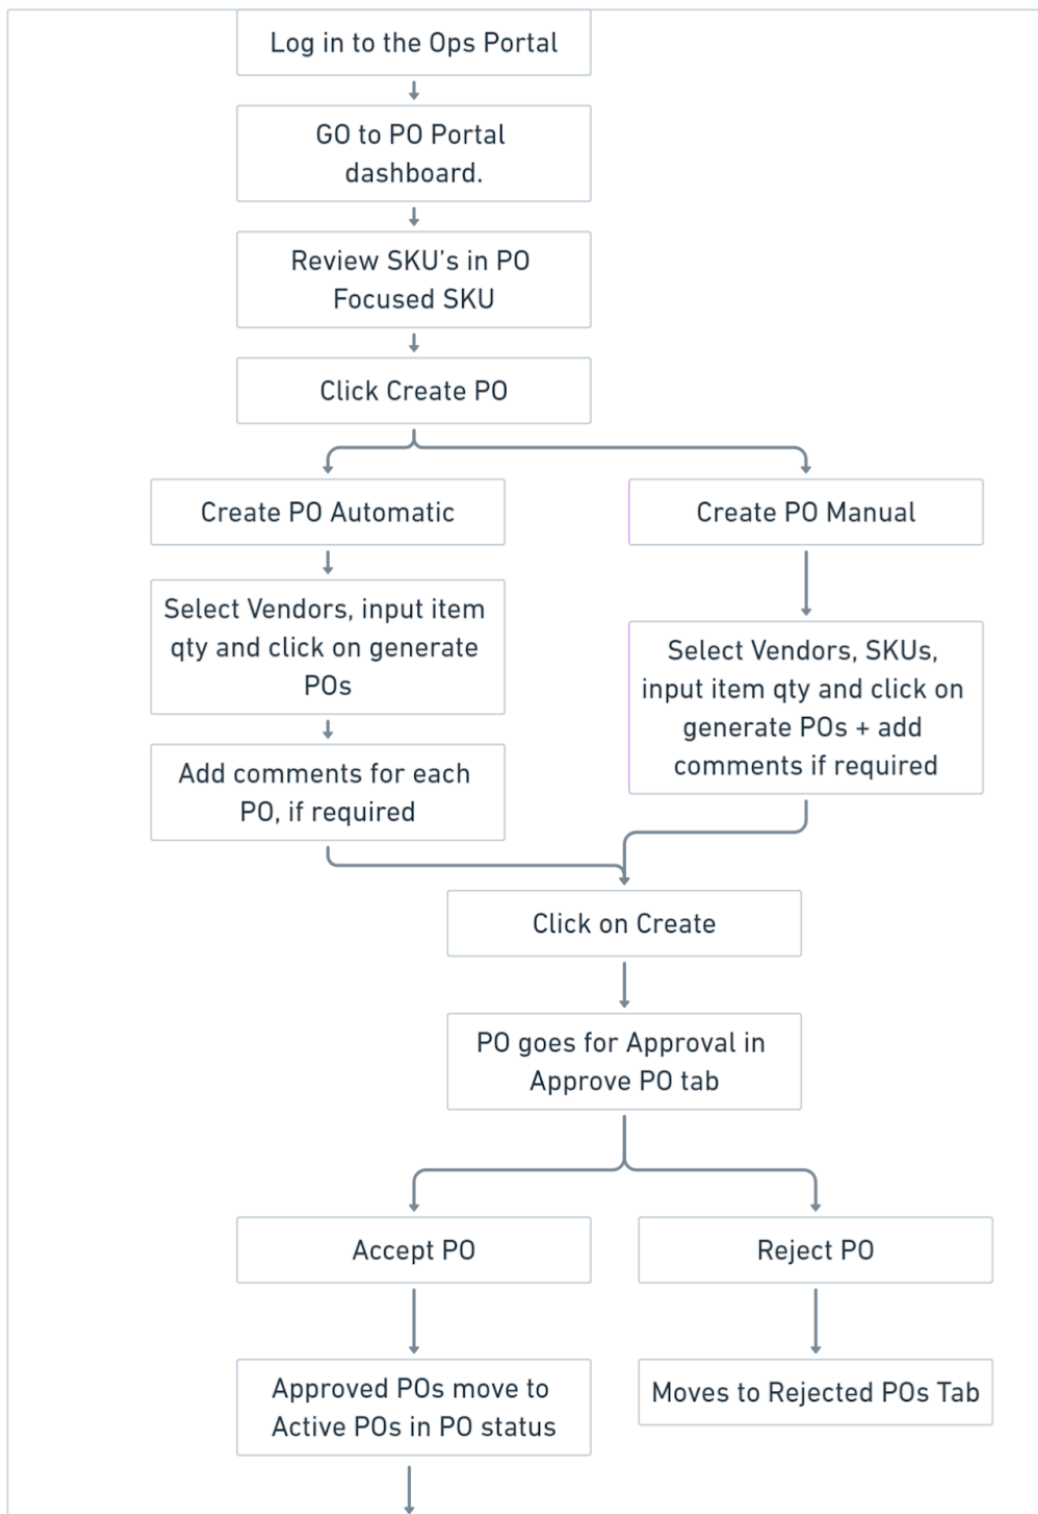 Log in to the Ops Portal
GO to PO Portal
dashboard.
Review SKU's in PO
Focused SKU
Click Create PO
Create PO Automatic
Create PO Manual
Select Vendors, input item
qty and click on generate
POs
Select Vendors, SKUs,
input item qty and click on
generate POs + add
comments if required
Add comments for each
PO, if required
Click on Create
PO goes for Approval in
Approve PO tab
Accept PO
Reject PO
Approved POs move to
Active POs in PO status
Moves to Rejected POs Tab